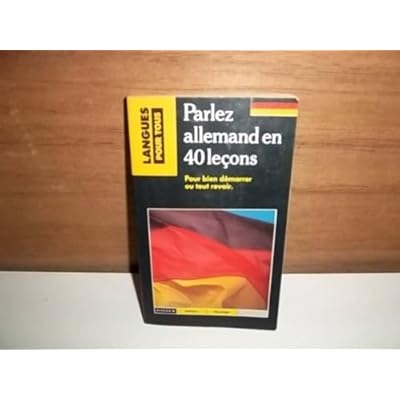 LANGUES
POUR TOUS
Parlez
allemand en
40 leçons
Pour bien démarrer
ou tout revoir.